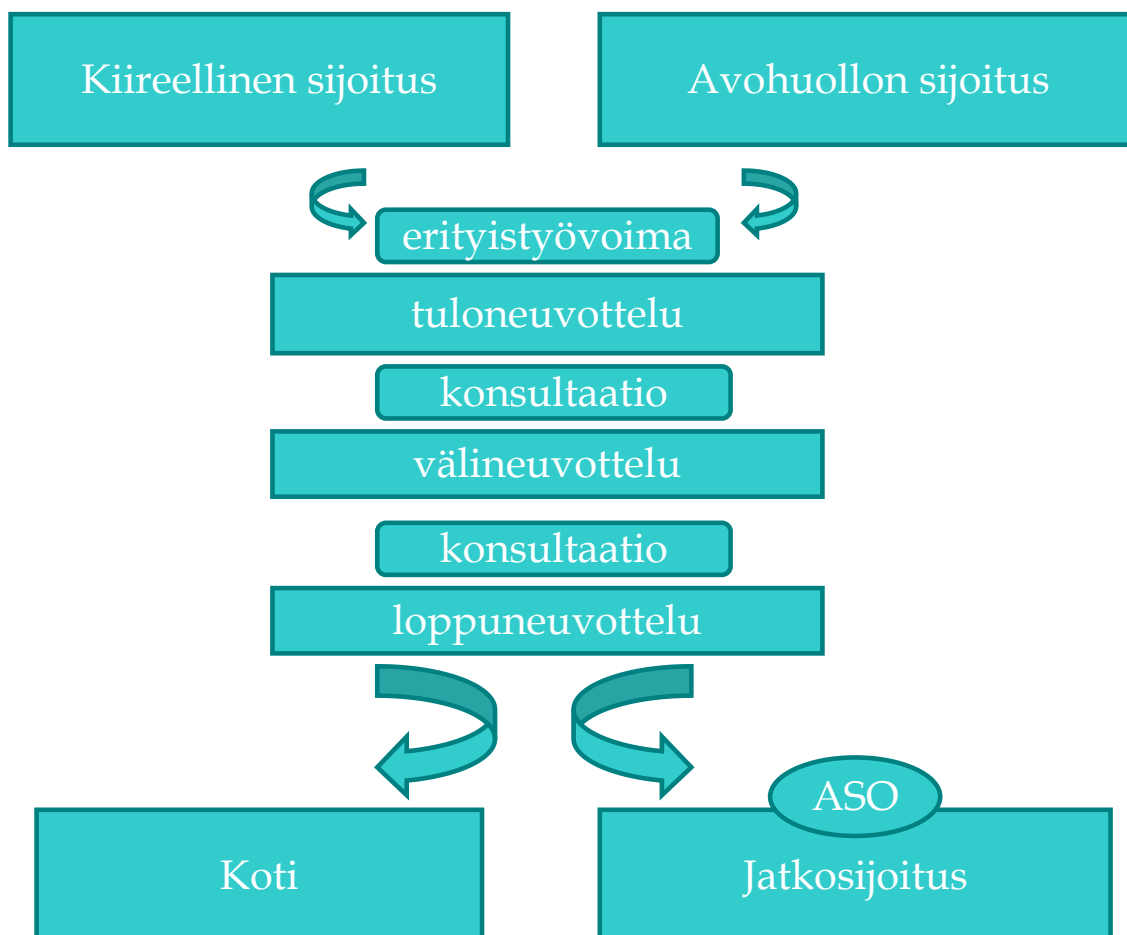 Kiireellinen sijoitus
Avohuollon sijoitus
erityistyövoima
tuloneuvottelu
konsultaatio
välineuvottelu
konsultaatio
loppuneuvottelu
ASO
Koti
Jatkosijoitus